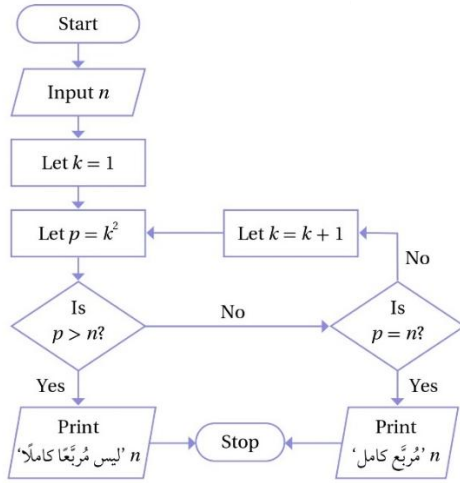 Start
Input n
Let k = 1
Let p = k²
Let k = k + 1
No
Is
p > n?
No
Is
p = n?
Yes
Yes
Print
‘ليس مُربَّعًا كاملًا’ n
Stop
Print
‘مُربَّع كامل’ n